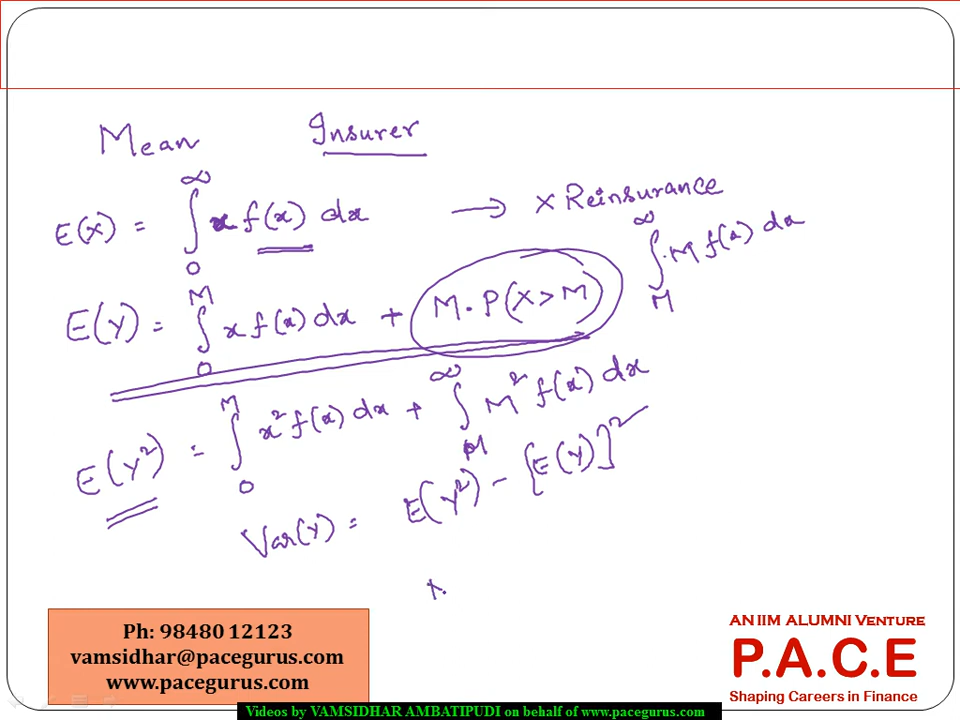 Mean Insurer
E(X) = ∫₀^∞ x f(x) dx → × Reinsurance
∫_M^∞ M f(x) dx
E(Y) = ∫₀^M x f(x) dx + M · P(X > M)
E(Y²) = ∫₀^M x² f(x) dx + ∫_M^∞ M² f(x) dx
Var(Y) = E(Y²) - [E(Y)]²
Ph: 98480 12123
vamsidhar@pacegurus.com
www.pacegurus.com
AN IIM ALUMNI VENTURE
P.A.C.E
Shaping Careers in Finance
Videos by VAMSIDHAR AMBATIPUDI on behalf of www.pacegurus.com